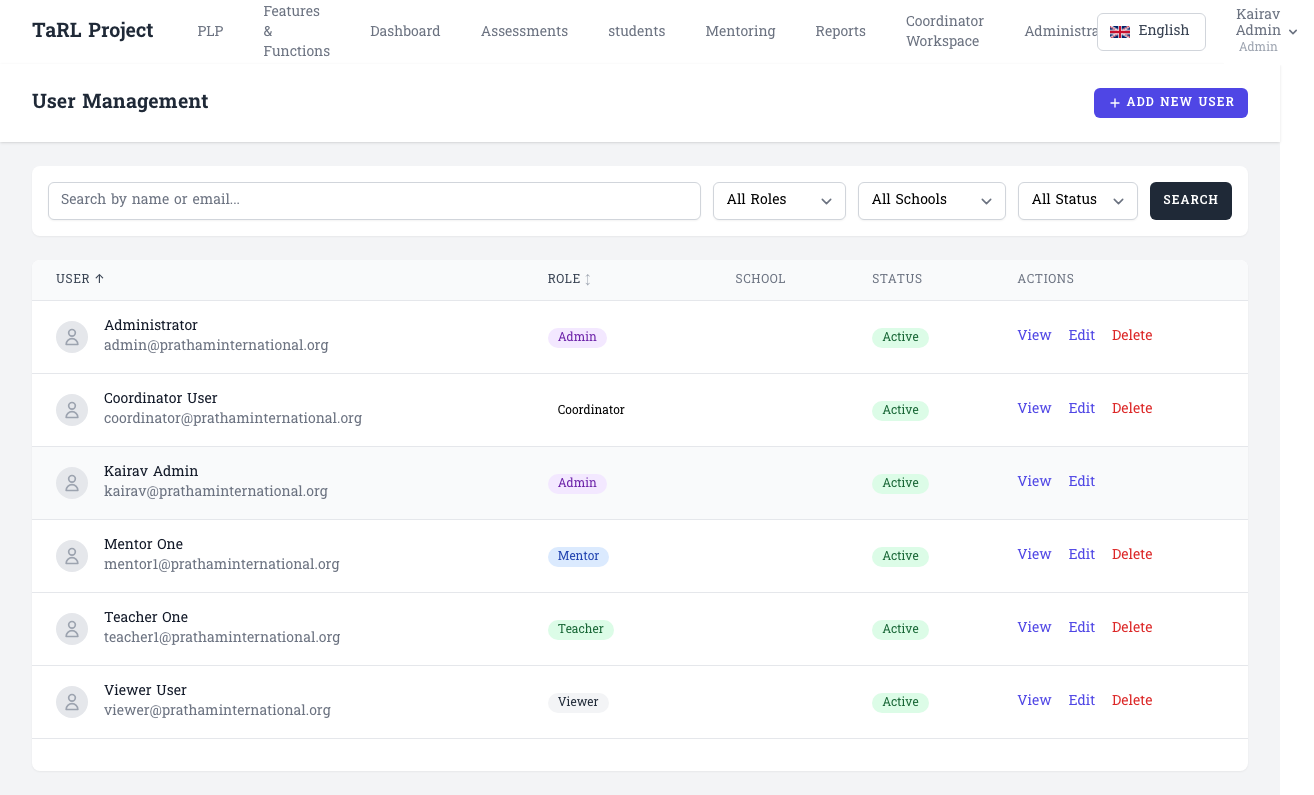 TaRL Project
PLP
Features
&
Functions
Dashboard
Assessments
students
Mentoring
Reports
Coordinator
Workspace
Administra
English
Kairav
Admin
Admin
User Management
+ ADD NEW USER
Search by name or email...
All Roles
All Schools
All Status
SEARCH
USER ↑
ROLE ↕
SCHOOL
STATUS
ACTIONS
Administrator
admin@prathaminternational.org
Admin
Active
View Edit Delete
Coordinator User
coordinator@prathaminternational.org
Coordinator
Active
View Edit Delete
Kairav Admin
kairav@prathaminternational.org
Admin
Active
View Edit
Mentor One
mentor1@prathaminternational.org
Mentor
Active
View Edit Delete
Teacher One
teacher1@prathaminternational.org
Teacher
Active
View Edit Delete
Viewer User
viewer@prathaminternational.org
Viewer
Active
View Edit Delete